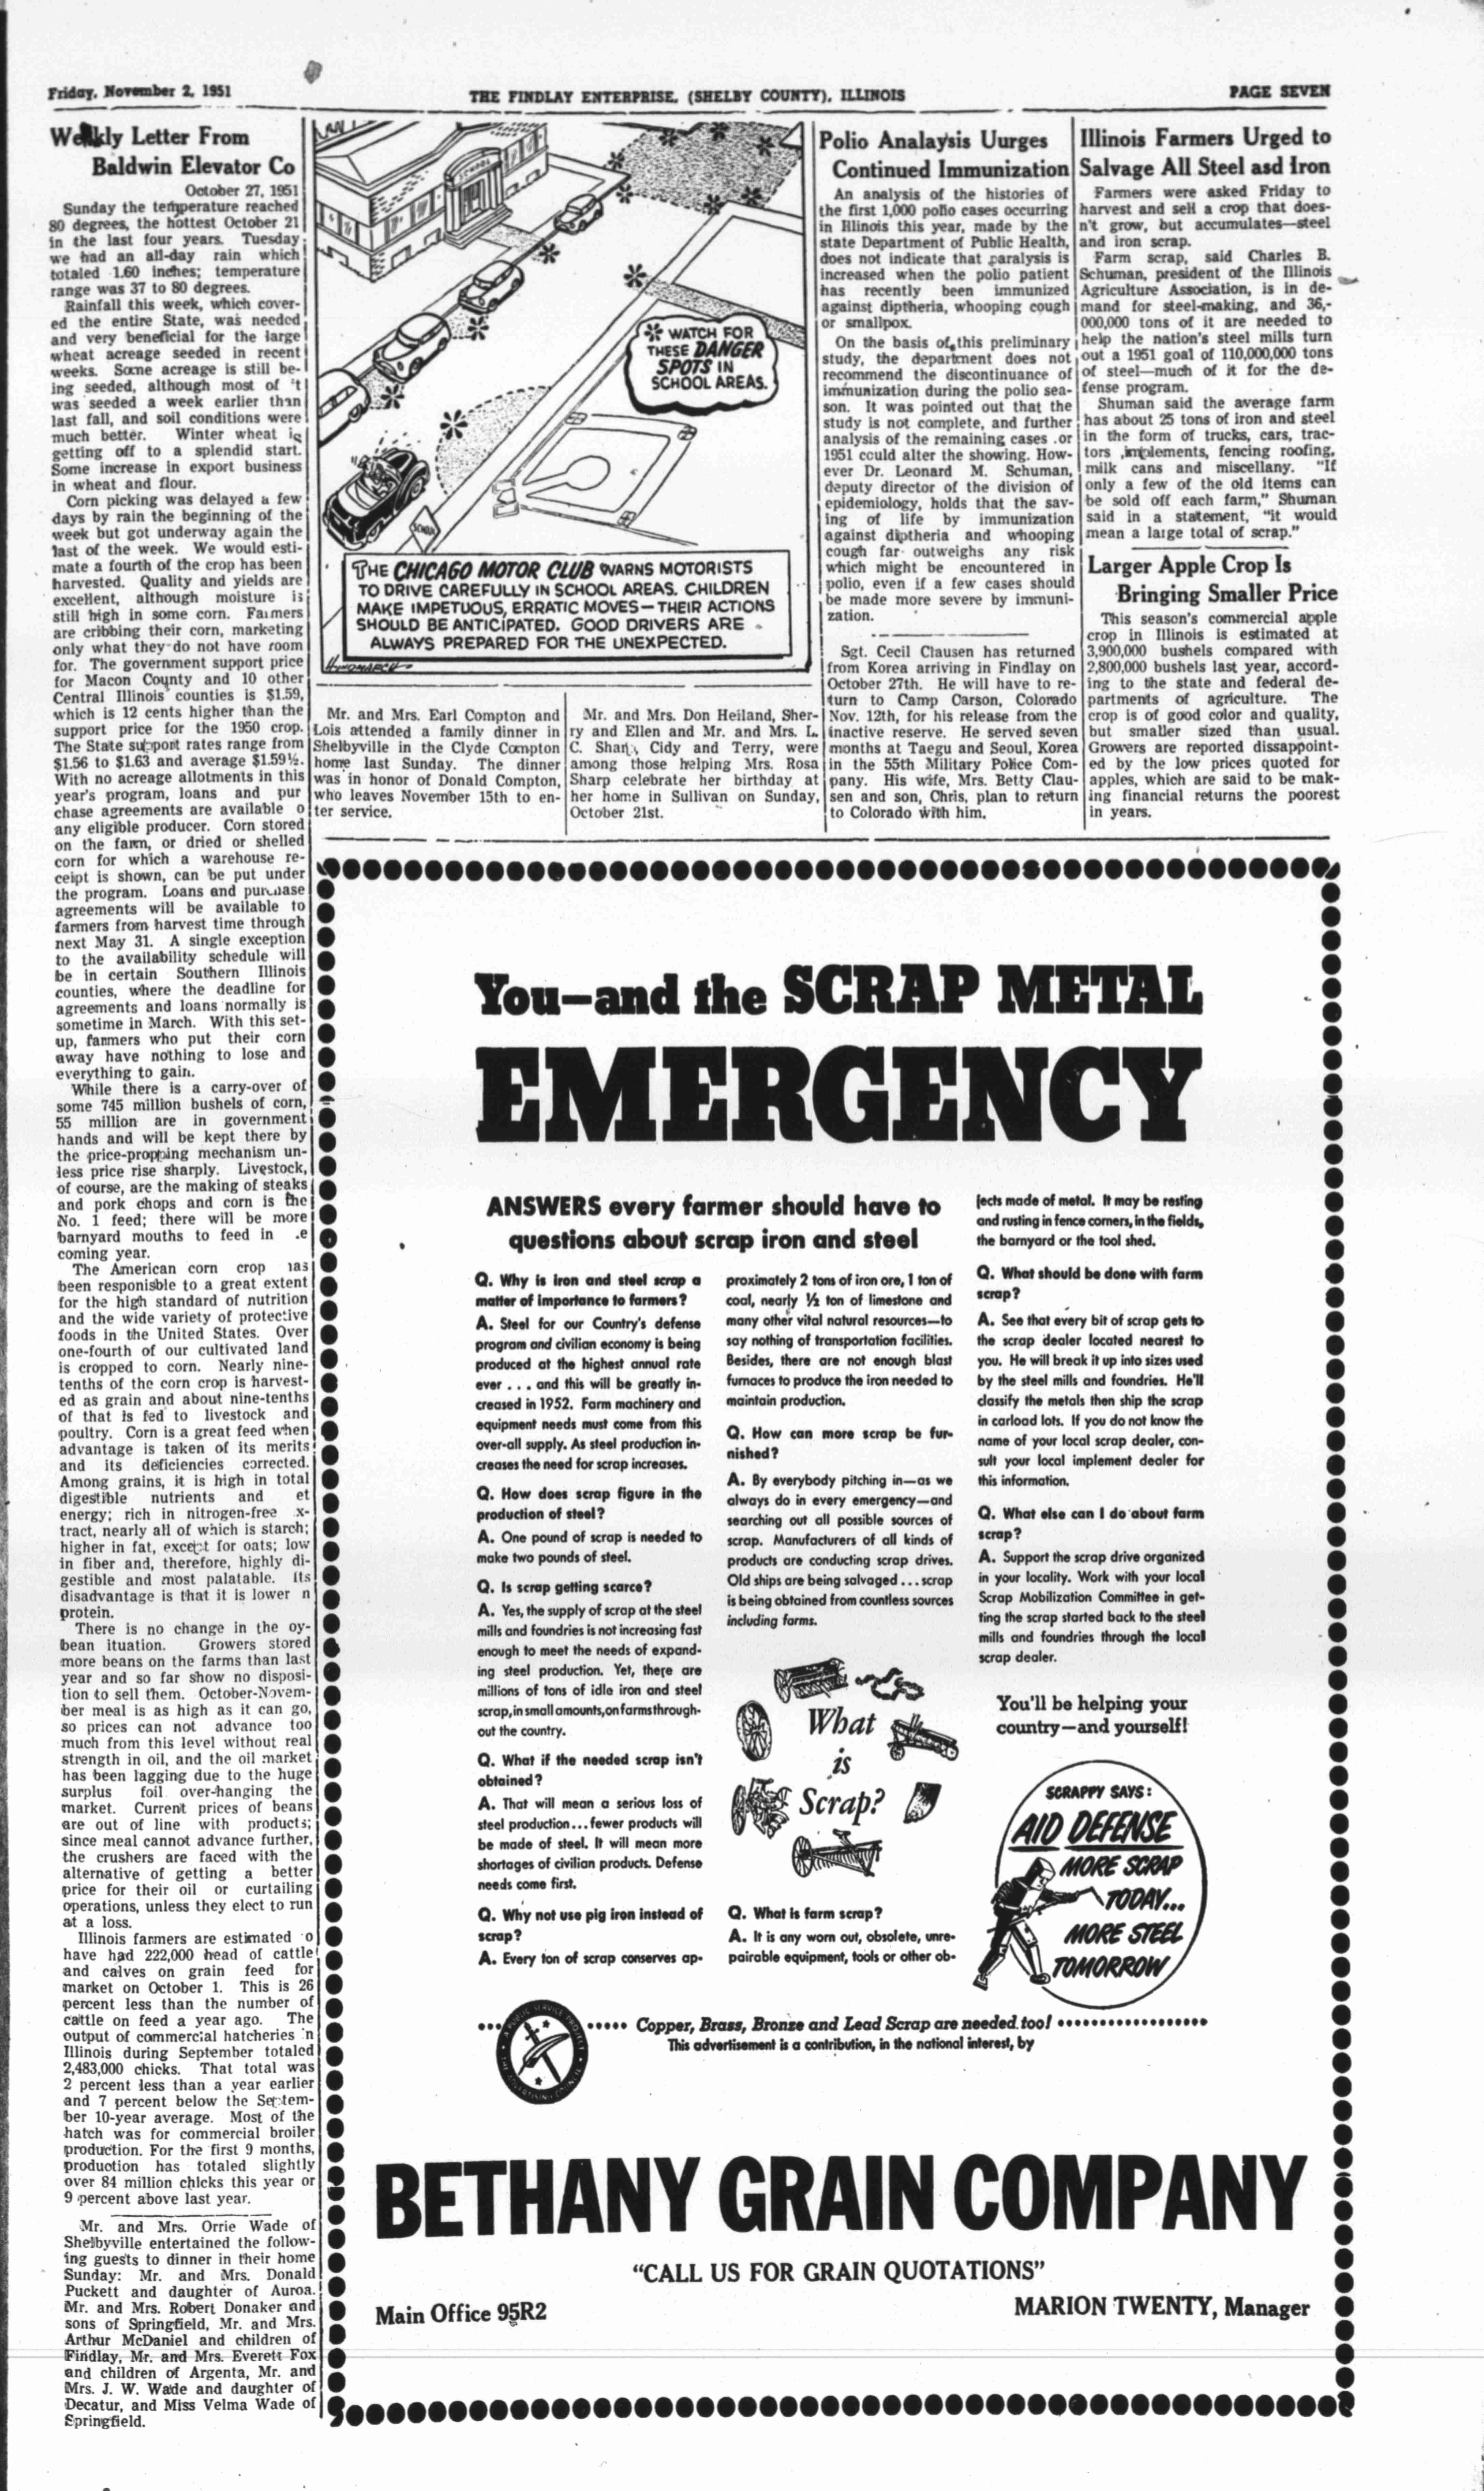 Friday, November 2, 1951
THE FINDLAY ENTERPRISE, (SHELBY COUNTY), ILLINOIS
PAGE SEVEN
Weekly Letter From
Baldwin Elevator Co
October 27, 1951
Sunday the temperature reached
80 degrees, the hottest October 21
in the last four years. Tuesday
we had an all-day rain which
totaled 1.60 inches; temperature
range was 37 to 80 degrees.
Rainfall this week, which cover-
ed the entire State, was needed
and very beneficial for the large
wheat acreage seeded in recent
weeks. Some acreage is still be-
ing seeded, although most of 't
was seeded a week earlier than
last fall, and soil conditions were
much better. Winter wheat is
getting off to a splendid start.
Some increase in export business
in wheat and flour.
Corn picking was delayed a few
days by rain the beginning of the
week but got underway again the
last of the week. We would esti-
mate a fourth of the crop has been
harvested. Quality and yields are
excellent, although moisture is
still high in some corn. Farmers
are cribbing their corn, marketing
only what they do not have room
for. The government support price
for Macon County and 10 other
Central Illinois counties is $1.59,
which is 12 cents higher than the
support price for the 1950 crop.
The State support rates range from
$1.56 to $1.63 and average $1.59½.
With no acreage allotments in this
year's program, loans and pur
chase agreements are available o
any eligible producer. Corn stored
on the farm, or dried or shelled
corn for which a warehouse re-
ceipt is shown, can be put under
the program. Loans and purchase
agreements will be available to
farmers from harvest time through
next May 31. A single exception
to the availability schedule will
be in certain Southern Illinois
counties, where the deadline for
agreements and loans normally is
sometime in March. With this set-
up, farmers who put their corn
away have nothing to lose and
everything to gain.
While there is a carry-over of
some 745 million bushels of corn,
55 million are in government
hands and will be kept there by
the price-propping mechanism un-
less price rise sharply. Livestock,
of course, are the making of steaks
and pork chops and corn is the
No. 1 feed; there will be more
barnyard mouths to feed in .e
coming year.
The American corn crop has
been responisble to a great extent
for the high standard of nutrition
and the wide variety of protective
foods in the United States. Over
one-fourth of our cultivated land
is cropped to corn. Nearly nine-
tenths of the corn crop is harvest-
ed as grain and about nine-tenths
of that is fed to livestock and
poultry. Corn is a great feed when
advantage is taken of its merits
and its deficiencies corrected.
Among grains, it is high in total
digestible nutrients and et
energy; rich in nitrogen-free x-
tract, nearly all of which is starch;
higher in fat, except for oats; low
in fiber and, therefore, highly di-
gestible and most palatable. Its
disadvantage is that it is lower n
protein.
There is no change in the oy-
bean ituation. Growers stored
more beans on the farms than last
year and so far show no disposi-
tion to sell them. October-Novem-
ber meal is as high as it can go,
so prices can not advance too
much from this level without real
strength in oil, and the oil market
has been lagging due to the huge
surplus foil over-hanging the
market. Current prices of beans
are out of line with products;
since meal cannot advance further,
the crushers are faced with the
alternative of getting a better
price for their oil or curtailing
operations, unless they elect to run
at a loss.
Illinois farmers are estimated o
have had 222,000 head of cattle
and calves on grain feed for
market on October 1. This is 26
percent less than the number of
cattle on feed a year ago. The
output of commercial hatcheries 'n
Illinois during September totaled
2,483,000 chicks. That total was
2 percent less than a year earlier
and 7 percent below the Septem-
ber 10-year average. Most of the
hatch was for commercial broiler
production. For the first 9 months,
production has totaled slightly
over 84 million chicks this year or
9 percent above last year.
Mr. and Mrs. Orrie Wade of
Shelbyville entertained the follow-
ing guests to dinner in their home
Sunday: Mr. and Mrs. Donald
Puckett and daughter of Auroa.
Mr. and Mrs. Robert Donaker and
sons of Springfield, Mr. and Mrs.
Arthur McDaniel and children of
Findlay, Mr. and Mrs. Everett Fox
and children of Argenta, Mr. and
Mrs. J. W. Wade and daughter of
Decatur, and Miss Velma Wade of
Springfield.
SCHOOL
* WATCH FOR
THESE DANGER
SPOTS IN
SCHOOL AREAS.
SCHOOL
THE CHICAGO MOTOR CLUB WARNS MOTORISTS
TO DRIVE CAREFULLY IN SCHOOL AREAS. CHILDREN
MAKE IMPETUOUS, ERRATIC MOVES—THEIR ACTIONS
SHOULD BE ANTICIPATED. GOOD DRIVERS ARE
ALWAYS PREPARED FOR THE UNEXPECTED.
HYNDMARCH
Mr. and Mrs. Earl Compton and
Lois attended a family dinner in
Shelbyville in the Clyde Compton
home last Sunday. The dinner
was in honor of Donald Compton,
who leaves November 15th to en-
ter service.
Mr. and Mrs. Don Heiland, Sher-
ry and Ellen and Mr. and Mrs. L.
C. Sharp, Cidy and Terry, were
among those helping Mrs. Rosa
Sharp celebrate her birthday at
her home in Sullivan on Sunday,
October 21st.
Polio Analaysis Uurges
Continued Immunization
An analysis of the histories of
the first 1,000 polio cases occurring
in Illinois this year, made by the
state Department of Public Health,
does not indicate that paralysis is
increased when the polio patient
has recently been immunized
against diptheria, whooping cough
or smallpox.
On the basis of this preliminary
study, the department does not
recommend the discontinuance of
immunization during the polio sea-
son. It was pointed out that the
study is not complete, and further
analysis of the remaining cases .or
1951 could alter the showing. How-
ever Dr. Leonard M. Schuman,
deputy director of the division of
epidemiology, holds that the sav-
ing of life by immunization
against diptheria and whooping
cough far outweighs any risk
which might be encountered in
polio, even if a few cases should
be made more severe by immuni-
zation.
Sgt. Cecil Clausen has returned
from Korea arriving in Findlay on
October 27th. He will have to re-
turn to Camp Carson, Colorado
Nov. 12th, for his release from the
inactive reserve. He served seven
months at Taegu and Seoul, Korea
in the 55th Military Police Com-
pany. His wife, Mrs. Betty Clau-
sen and son, Chris, plan to return
to Colorado with him.
Illinois Farmers Urged to
Salvage All Steel asd Iron
Farmers were asked Friday to
harvest and sell a crop that does-
n't grow, but accumulates—steel
and iron scrap.
Farm scrap, said Charles B.
Schuman, president of the Illinois
Agriculture Association, is in de-
mand for steel-making, and 36,-
000,000 tons of it are needed to
help the nation's steel mills turn
out a 1951 goal of 110,000,000 tons
of steel—much of it for the de-
fense program.
Shuman said the average farm
has about 25 tons of iron and steel
in the form of trucks, cars, trac-
tors ,implements, fencing roofing,
milk cans and miscellany. "If
only a few of the old items can
be sold off each farm," Shuman
said in a statement, "it would
mean a large total of scrap."
Larger Apple Crop Is
Bringing Smaller Price
This season's commercial apple
crop in Illinois is estimated at
3,900,000 bushels compared with
2,800,000 bushels last year, accord-
ing to the state and federal de-
partments of agriculture. The
crop is of good color and quality,
but smaller sized than usual.
Growers are reported dissappoint-
ed by the low prices quoted for
apples, which are said to be mak-
ing financial returns the poorest
in years.
You—and the SCRAP METAL
EMERGENCY
ANSWERS every farmer should have to
questions about scrap iron and steel
Q. Why is iron and steel scrap a
matter of importance to farmers?
A. Steel for our Country's defense
program and civilian economy is being
produced at the highest annual rate
ever . . . and this will be greatly in-
creased in 1952. Farm machinery and
equipment needs must come from this
over-all supply. As steel production in-
creases the need for scrap increases.
Q. How does scrap figure in the
production of steel?
A. One pound of scrap is needed to
make two pounds of steel.
Q. Is scrap getting scarce?
A. Yes, the supply of scrap at the steel
mills and foundries is not increasing fast
enough to meet the needs of expand-
ing steel production. Yet, there are
millions of tons of idle iron and steel
scrap, in small amounts, on farms through-
out the country.
Q. What if the needed scrap isn't
obtained?
A. That will mean a serious loss of
steel production...fewer products will
be made of steel. It will mean more
shortages of civilian products. Defense
needs come first.
Q. Why not use pig iron instead of
scrap?
A. Every ton of scrap conserves ap-
proximately 2 tons of iron ore, 1 ton of
coal, nearly ½ ton of limestone and
many other vital natural resources—to
say nothing of transportation facilities.
Besides, there are not enough blast
furnaces to produce the iron needed to
maintain production.
Q. How can more scrap be fur-
nished?
A. By everybody pitching in—as we
always do in every emergency—and
searching out all possible sources of
scrap. Manufacturers of all kinds of
products are conducting scrap drives.
Old ships are being salvaged...scrap
is being obtained from countless sources
including farms.
What
is
Scrap?
Q. What is farm scrap?
A. It is any worn out, obsolete, unre-
pairable equipment, tools or other ob-
jects made of metal. It may be resting
and rusting in fence corners, in the fields,
the barnyard or the tool shed.
Q. What should be done with farm
scrap?
A. See that every bit of scrap gets to
the scrap dealer located nearest to
you. He will break it up into sizes used
by the steel mills and foundries. He'll
classify the metals then ship the scrap
in carload lots. If you do not know the
name of your local scrap dealer, con-
sult your local implement dealer for
this information.
Q. What else can I do about farm
scrap?
A. Support the scrap drive organized
in your locality. Work with your local
Scrap Mobilization Committee in get-
ting the scrap started back to the steel
mills and foundries through the local
scrap dealer.
You'll be helping your
country—and yourself!
SCRAPPY SAYS:
AID DEFENSE
MORE SCRAP
TODAY...
MORE STEEL
TOMORROW
A PUBLIC SERVICE PROJECT
THE ADVERTISING COUNCIL
Copper, Brass, Bronze and Lead Scrap are needed too!
This advertisement is a contribution, in the national interest, by
BETHANY GRAIN COMPANY
"CALL US FOR GRAIN QUOTATIONS"
Main Office 95R2
MARION TWENTY, Manager